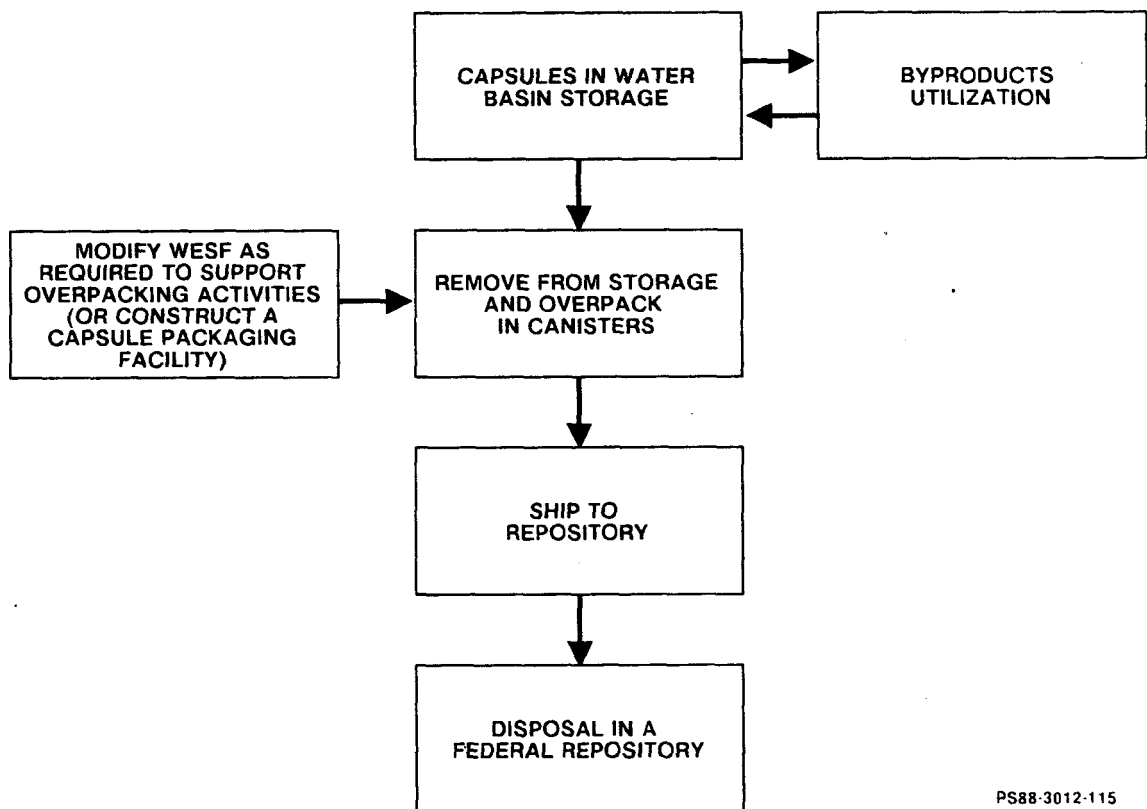 CAPSULES IN WATER
BASIN STORAGE
BYPRODUCTS
UTILIZATION
MODIFY WESF AS
REQUIRED TO SUPPORT
OVERPACKING ACTIVITIES
(OR CONSTRUCT A
CAPSULE PACKAGING
FACILITY)
REMOVE FROM STORAGE
AND OVERPACK
IN CANISTERS
SHIP TO
REPOSITORY
DISPOSAL IN A
FEDERAL REPOSITORY
PS88-3012-115